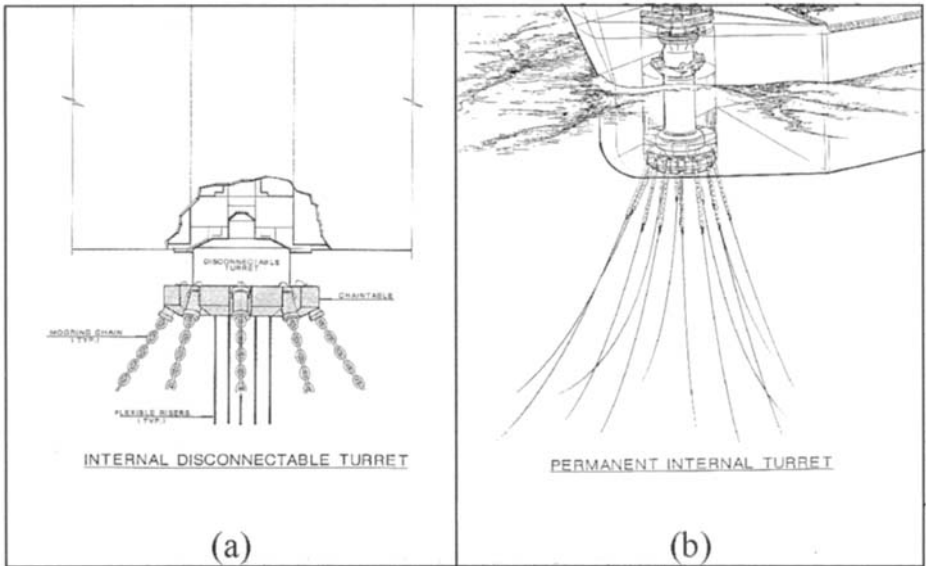 DISCONNECTABLE
TURRET
CHAINTABLE
MOORING CHAIN
(TYP.)
FLEXIBLE RISERS
(TYP.)
INTERNAL DISCONNECTABLE TURRET
(a)
PERMANENT INTERNAL TURRET
(b)